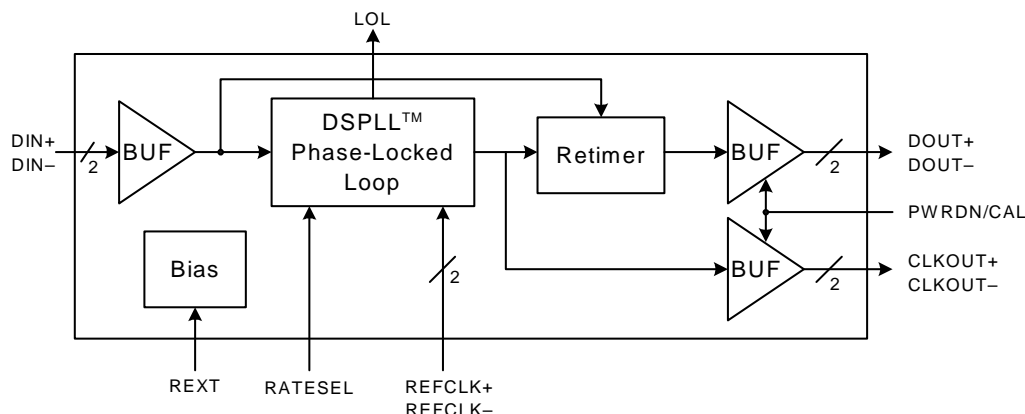 LOL
DIN+
DIN–
2
BUF
DSPLL™
Phase-Locked
Loop
Retimer
BUF
2
DOUT+
DOUT–
PWRDN/CAL
Bias
2
BUF
2
CLKOUT+
CLKOUT–
REXT
RATESEL
REFCLK+
REFCLK–